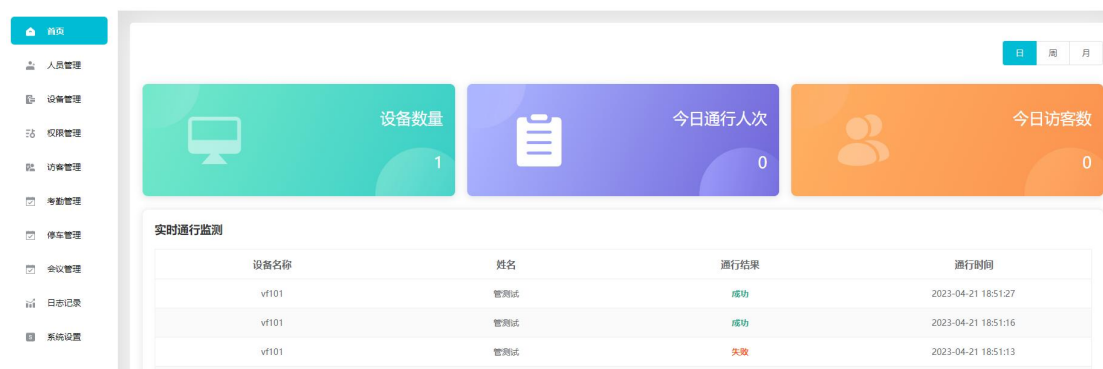 首页
人员管理
设备管理
权限管理
访客管理
考勤管理
停车管理
会议管理
日志记录
系统设置
日 周 月
设备数量
1
今日通行人次
0
今日访客数
0
实时通行监测
设备名称 姓名 通行结果 通行时间
vf101 管测试 成功 2023-04-21 18:51:27
vf101 管测试 成功 2023-04-21 18:51:16
vf101 管测试 失败 2023-04-21 18:51:13